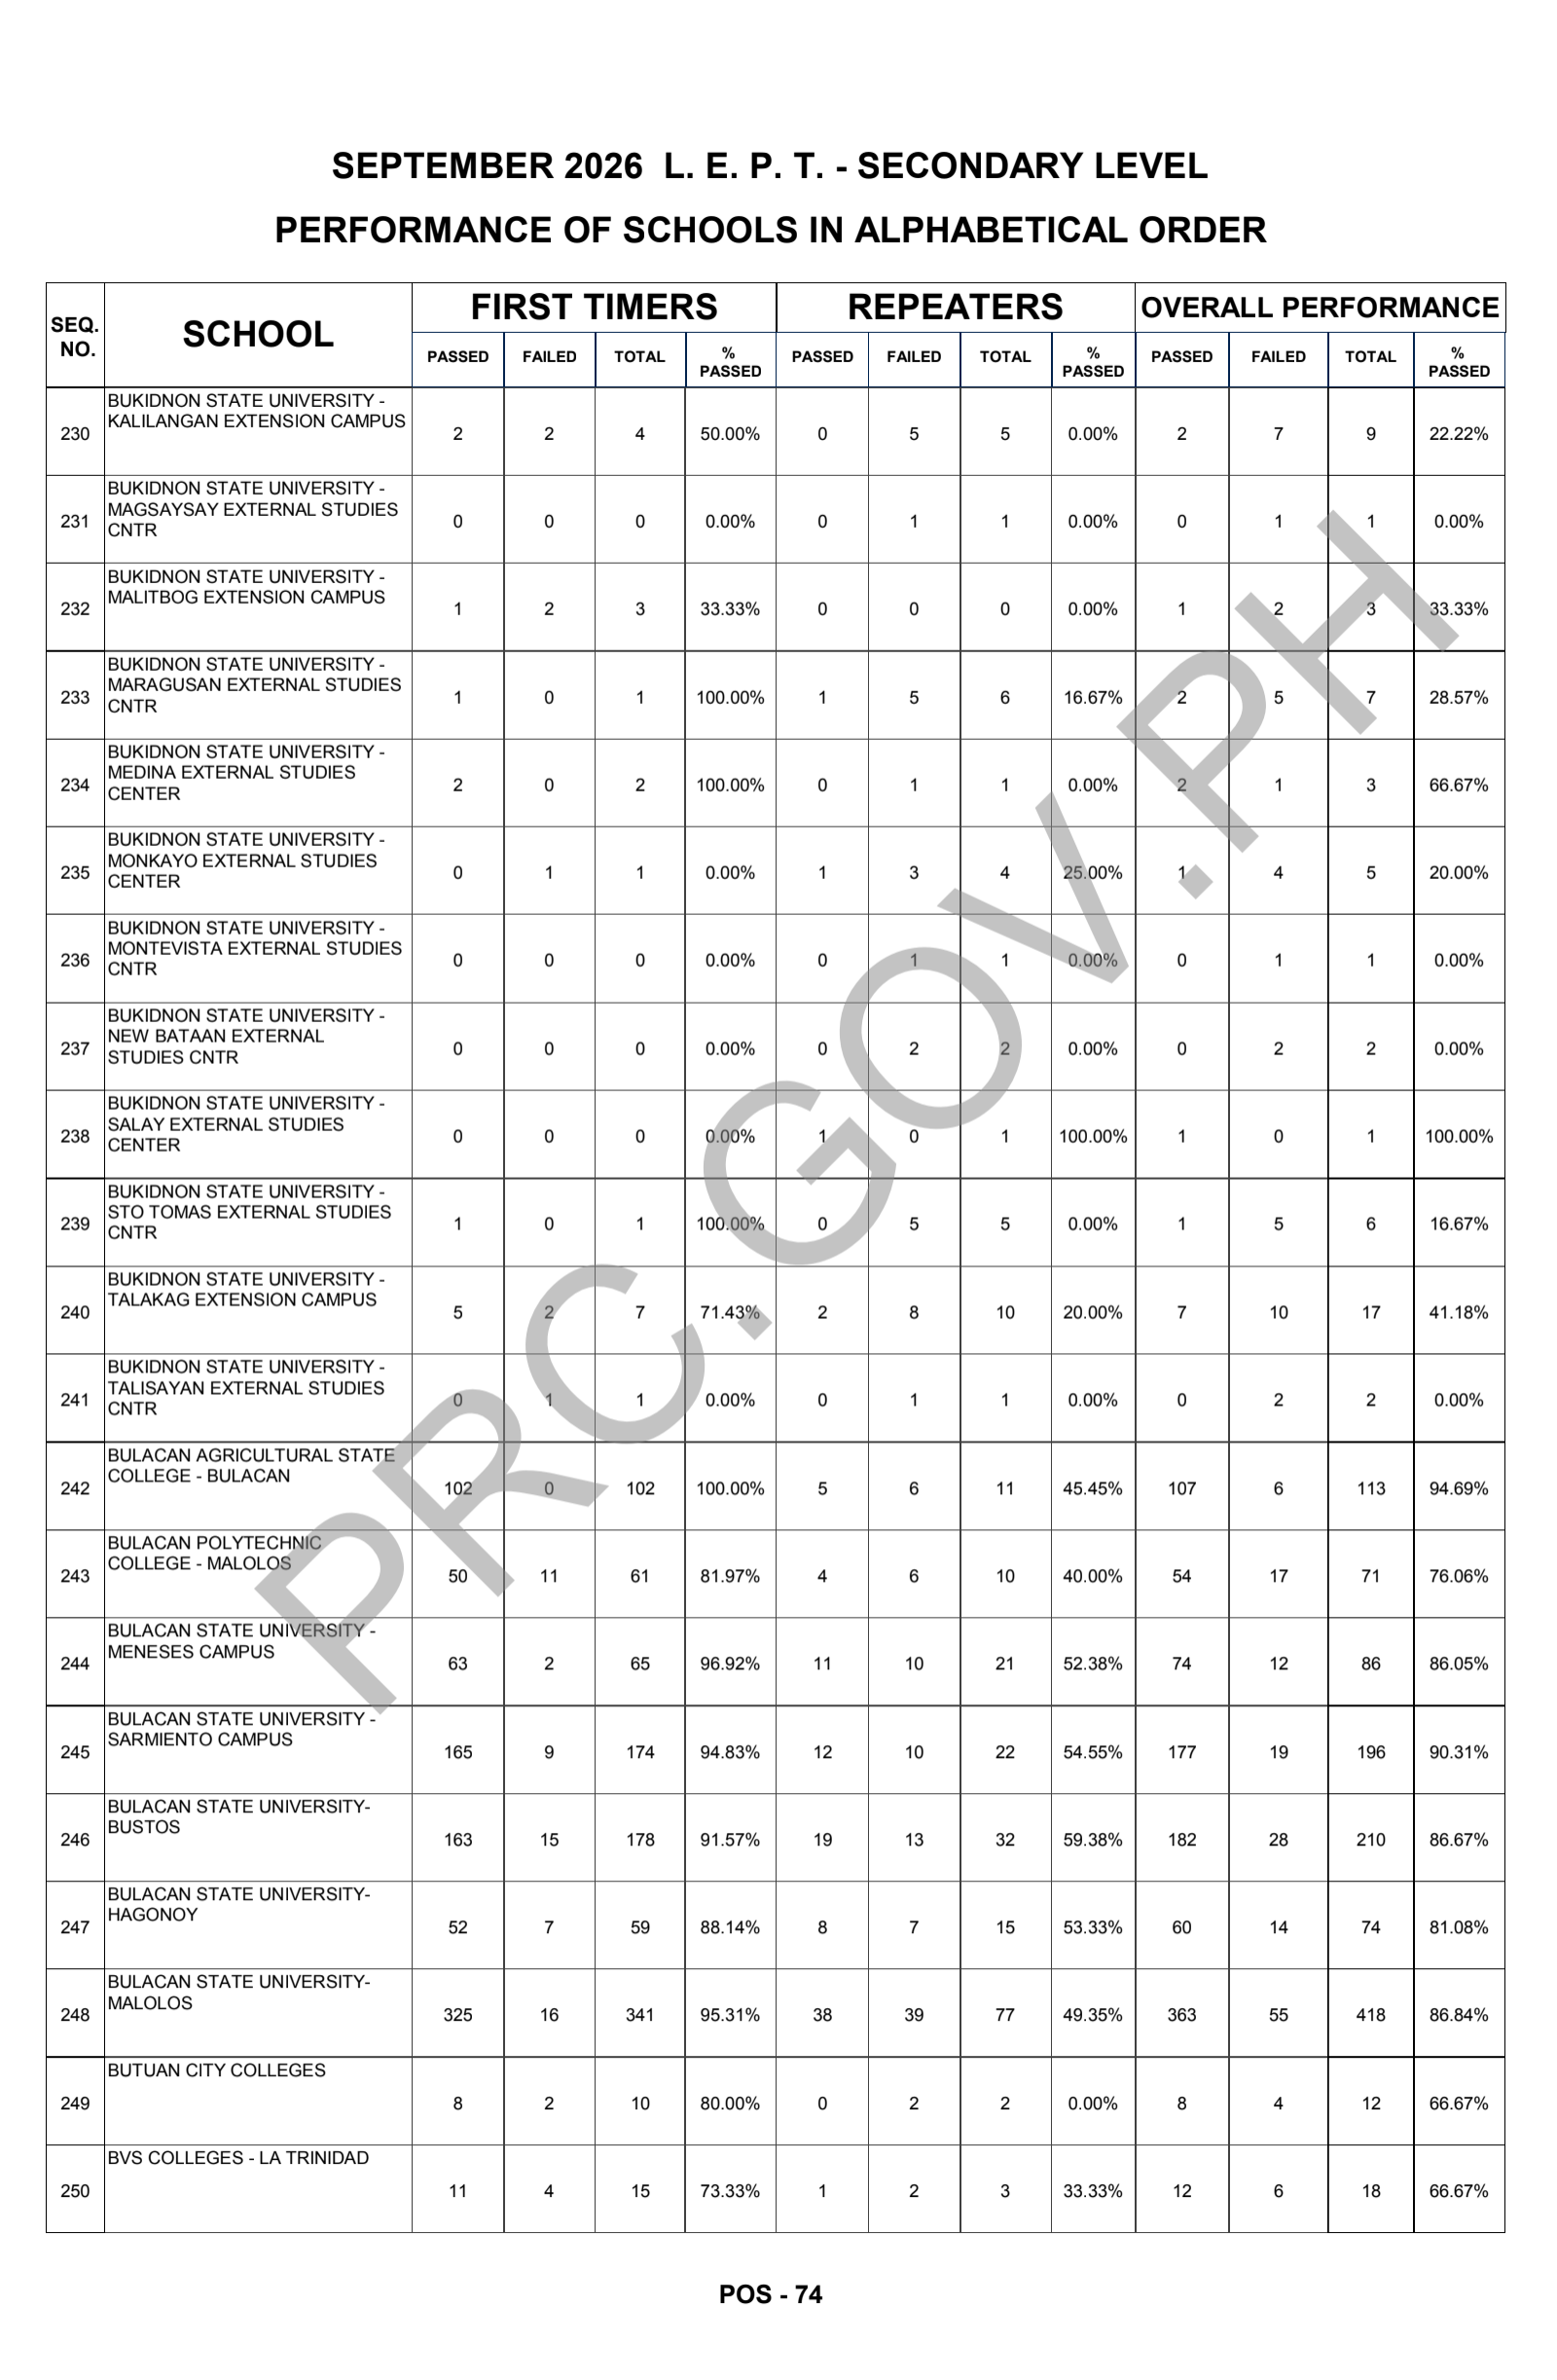 SEPTEMBER 2026 L. E. P. T. - SECONDARY LEVEL
PERFORMANCE OF SCHOOLS IN ALPHABETICAL ORDER
SEQ. NO. SCHOOL FIRST TIMERS REPEATERS OVERALL PERFORMANCE
PASSED FAILED TOTAL % PASSED PASSED FAILED TOTAL % PASSED PASSED FAILED TOTAL % PASSED
BUKIDNON STATE UNIVERSITY -
KALILANGAN EXTENSION CAMPUS
230 2 2 4 50.00% 0 5 5 0.00% 2 7 9 22.22%
BUKIDNON STATE UNIVERSITY -
MAGSAYSAY EXTERNAL STUDIES
CNTR
231 0 0 0 0.00% 0 1 1 0.00% 0 1 1 0.00%
BUKIDNON STATE UNIVERSITY -
MALITBOG EXTENSION CAMPUS
232 1 2 3 33.33% 0 0 0 0.00% 1 2 3 33.33%
BUKIDNON STATE UNIVERSITY -
MARAGUSAN EXTERNAL STUDIES
CNTR
233 1 0 1 100.00% 1 5 6 16.67% 2 5 7 28.57%
BUKIDNON STATE UNIVERSITY -
MEDINA EXTERNAL STUDIES
CENTER
234 2 0 2 100.00% 0 1 1 0.00% 2 1 3 66.67%
BUKIDNON STATE UNIVERSITY -
MONKAYO EXTERNAL STUDIES
CENTER
235 0 1 1 0.00% 1 3 4 25.00% 1 4 5 20.00%
BUKIDNON STATE UNIVERSITY -
MONTEVISTA EXTERNAL STUDIES
CNTR
236 0 0 0 0.00% 0 1 1 0.00% 0 1 1 0.00%
BUKIDNON STATE UNIVERSITY -
NEW BATAAN EXTERNAL
STUDIES CNTR
237 0 0 0 0.00% 0 2 2 0.00% 0 2 2 0.00%
BUKIDNON STATE UNIVERSITY -
SALAY EXTERNAL STUDIES
CENTER
238 0 0 0 0.00% 1 0 1 100.00% 1 0 1 100.00%
BUKIDNON STATE UNIVERSITY -
STO TOMAS EXTERNAL STUDIES
CNTR
239 1 0 1 100.00% 0 5 5 0.00% 1 5 6 16.67%
BUKIDNON STATE UNIVERSITY -
TALAKAG EXTENSION CAMPUS
240 5 2 7 71.43% 2 8 10 20.00% 7 10 17 41.18%
BUKIDNON STATE UNIVERSITY -
TALISAYAN EXTERNAL STUDIES
CNTR
241 0 1 1 0.00% 0 1 1 0.00% 0 2 2 0.00%
BULACAN AGRICULTURAL STATE
COLLEGE - BULACAN
242 102 0 102 100.00% 5 6 11 45.45% 107 6 113 94.69%
BULACAN POLYTECHNIC
COLLEGE - MALOLOS
243 50 11 61 81.97% 4 6 10 40.00% 54 17 71 76.06%
BULACAN STATE UNIVERSITY -
MENESES CAMPUS
244 63 2 65 96.92% 11 10 21 52.38% 74 12 86 86.05%
BULACAN STATE UNIVERSITY -
SARMIENTO CAMPUS
245 165 9 174 94.83% 12 10 22 54.55% 177 19 196 90.31%
BULACAN STATE UNIVERSITY-
BUSTOS
246 163 15 178 91.57% 19 13 32 59.38% 182 28 210 86.67%
BULACAN STATE UNIVERSITY-
HAGONOY
247 52 7 59 88.14% 8 7 15 53.33% 60 14 74 81.08%
BULACAN STATE UNIVERSITY-
MALOLOS
248 325 16 341 95.31% 38 39 77 49.35% 363 55 418 86.84%
BUTUAN CITY COLLEGES
249 8 2 10 80.00% 0 2 2 0.00% 8 4 12 66.67%
BVS COLLEGES - LA TRINIDAD
250 11 4 15 73.33% 1 2 3 33.33% 12 6 18 66.67%
PRC.GOV.PH
POS - 74